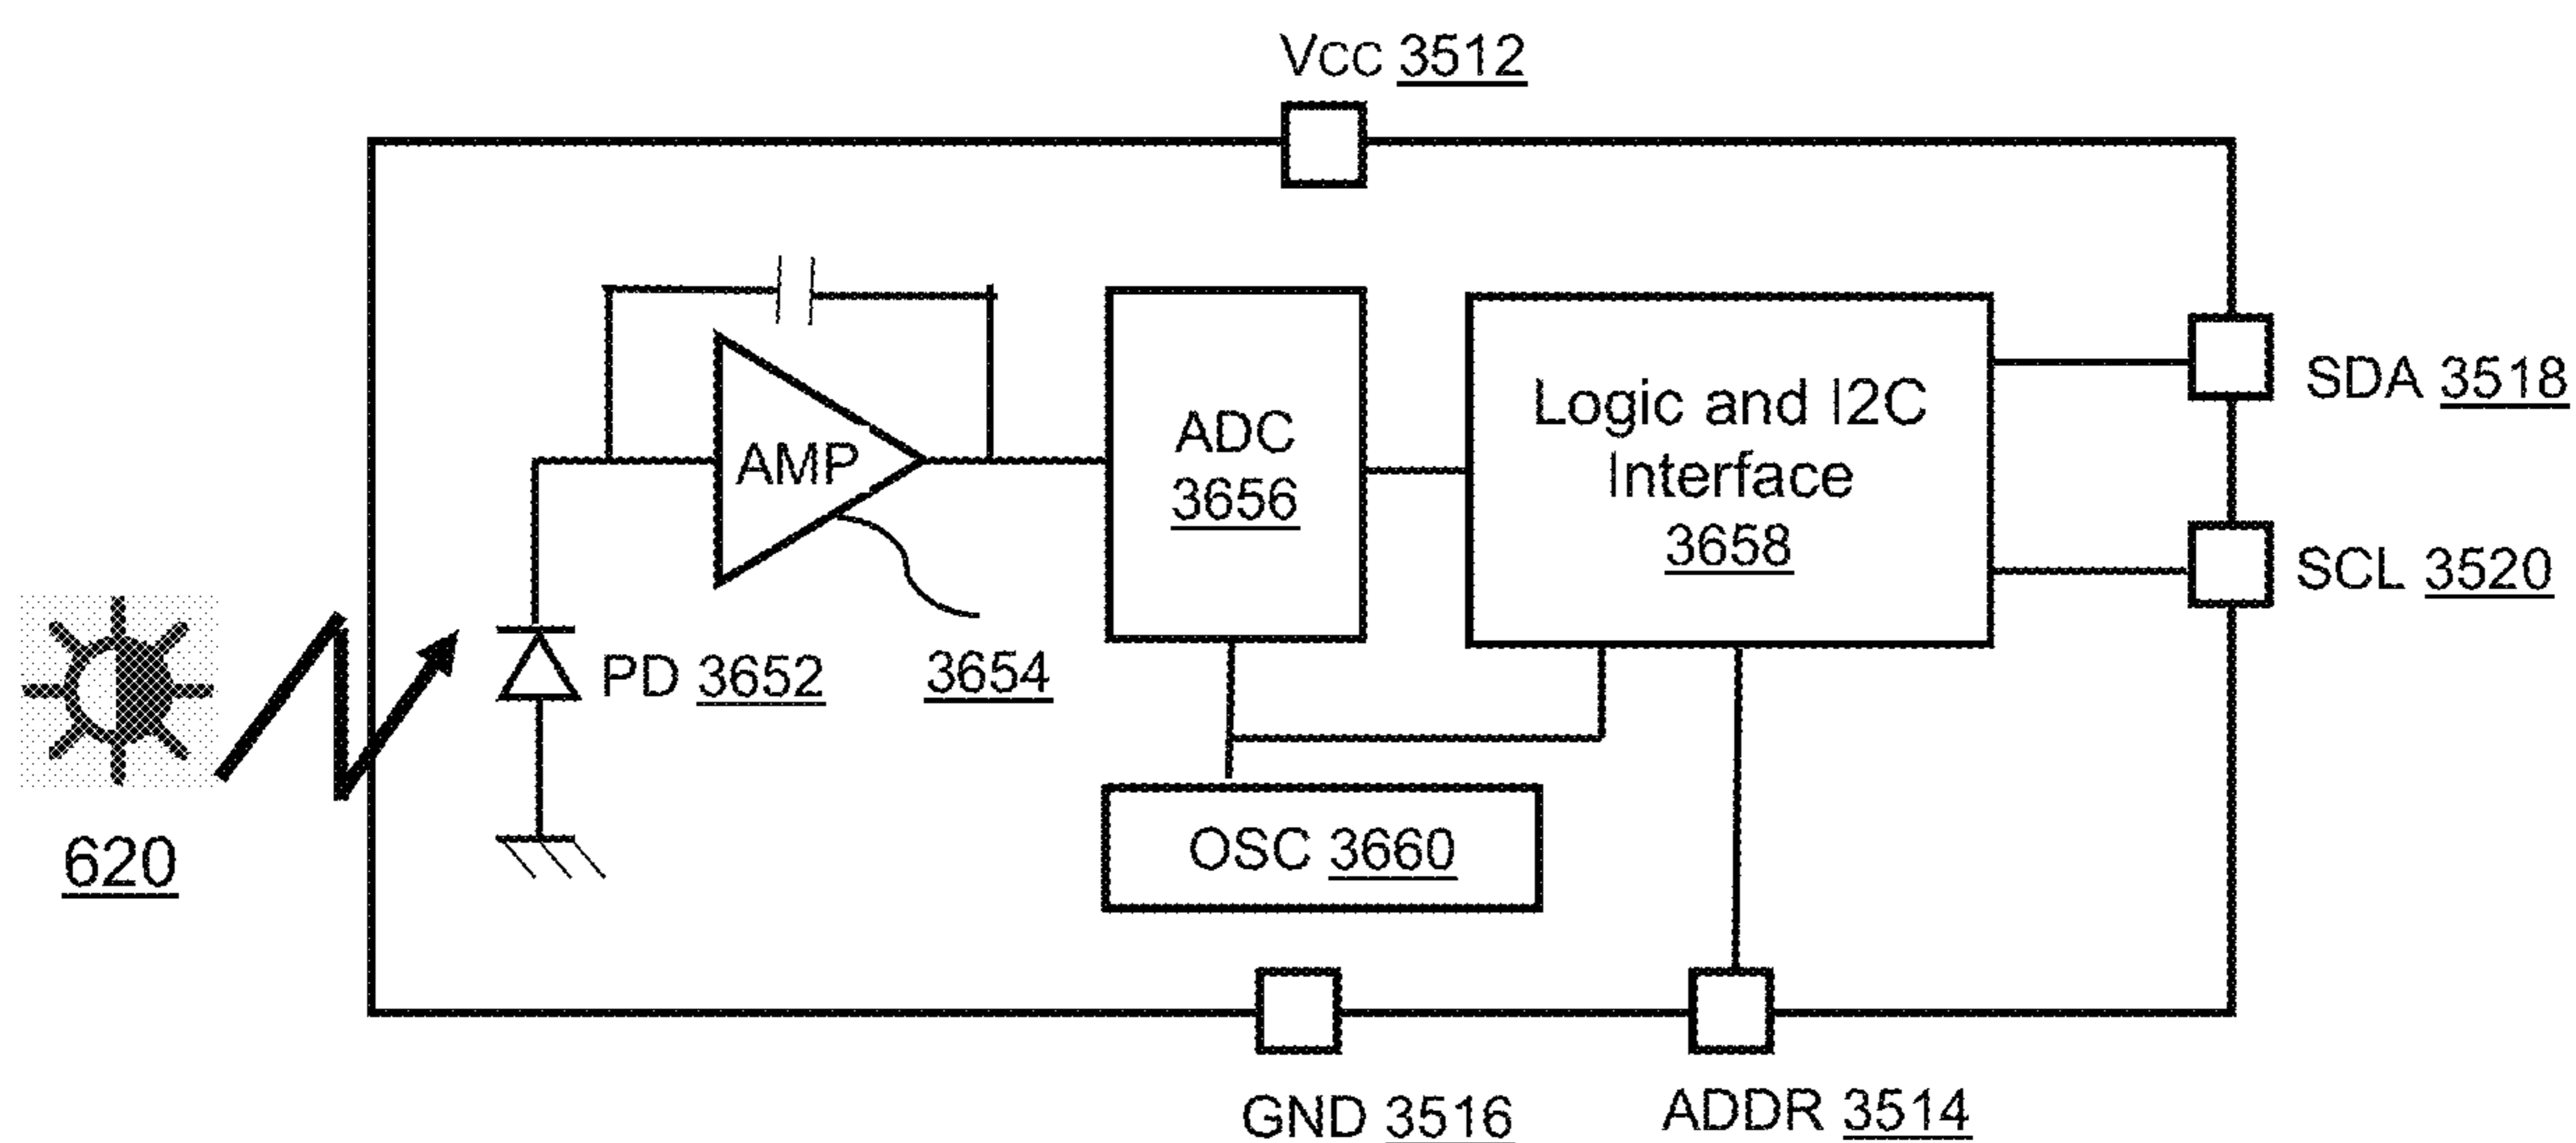 Vcc 3512
AMP
ADC
3656
Logic and I2C
Interface
3658
SDA 3518
SCL 3520
PD 3652
3654
620
OSC 3660
GND 3516
ADDR 3514